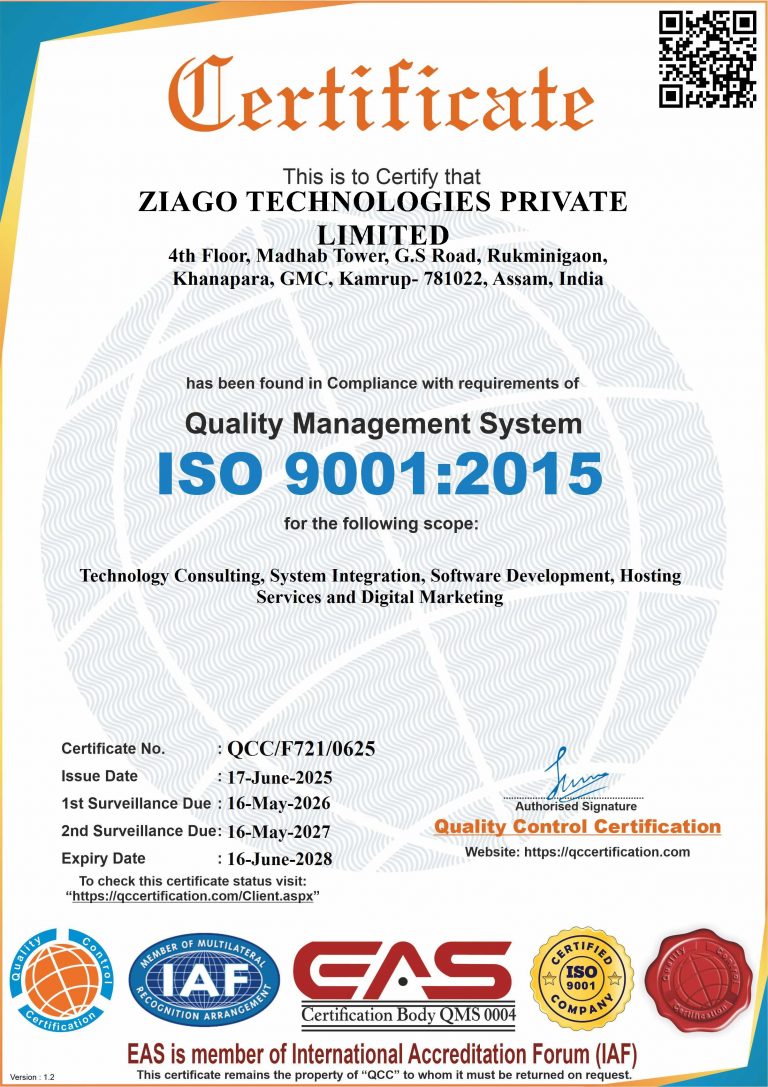 Certificate
This is to Certify that
ZIAGO TECHNOLOGIES PRIVATE
LIMITED
4th Floor, Madhab Tower, G.S Road, Rukminigaon,
Khanapara, GMC, Kamrup- 781022, Assam, India
has been found in Compliance with requirements of
Quality Management System
ISO 9001:2015
for the following scope:
Technology Consulting, System Integration, Software Development, Hosting
Services and Digital Marketing
Certificate No. : QCC/F721/0625
Issue Date : 17-June-2025
1st Surveillance Due : 16-May-2026
2nd Surveillance Due: 16-May-2027
Expiry Date : 16-June-2028
To check this certificate status visit:
“https://qccertification.com/Client.aspx”
Authorised Signature
Quality Control Certification
Website: https://qccertification.com
Quality Control
Certification
MEMBER OF MULTILATERAL
IAF
RECOGNITION ARRANGEMENT
EAS
Certification Body QMS 0004
CERTIFIED
ISO
9001
COMPANY
Quality Control
Certification
EAS is member of International Accreditation Forum (IAF)
This certificate remains the property of “QCC” to whom it must be returned on request.
Version : 1.2